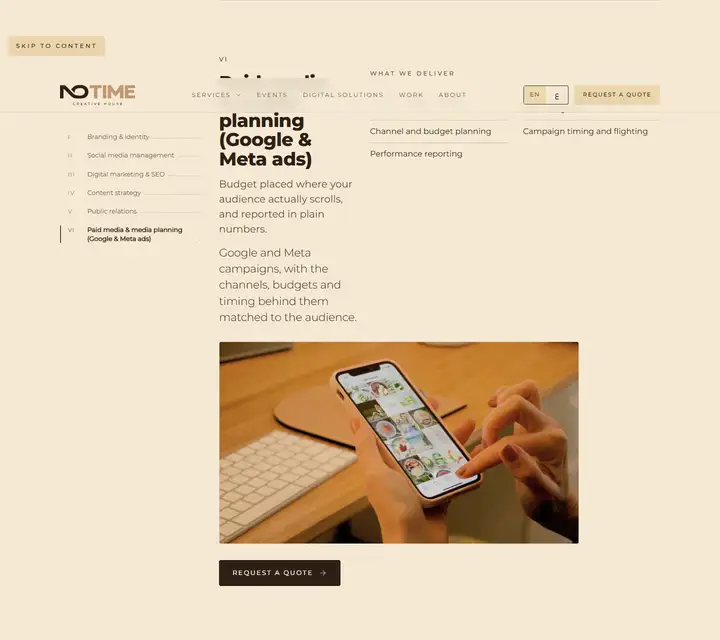 SKIP TO CONTENT
VI
WHAT WE DELIVER
NOTIME
CREATIVE HOUSE
SERVICES
EVENTS
DIGITAL SOLUTIONS
WORK
ABOUT
EN
REQUEST A QUOTE
planning
(Google &
Meta ads)
Budget placed where your
audience actually scrolls,
and reported in plain
numbers.
Google and Meta
campaigns, with the
channels, budgets and
timing behind them
matched to the audience.
Channel and budget planning
Campaign timing and flighting
Performance reporting
I Branding & identity
II Social media management
III Digital marketing & SEO
IV Content strategy
V Public relations
VI Paid media & media planning
(Google & Meta ads)
REQUEST A QUOTE →